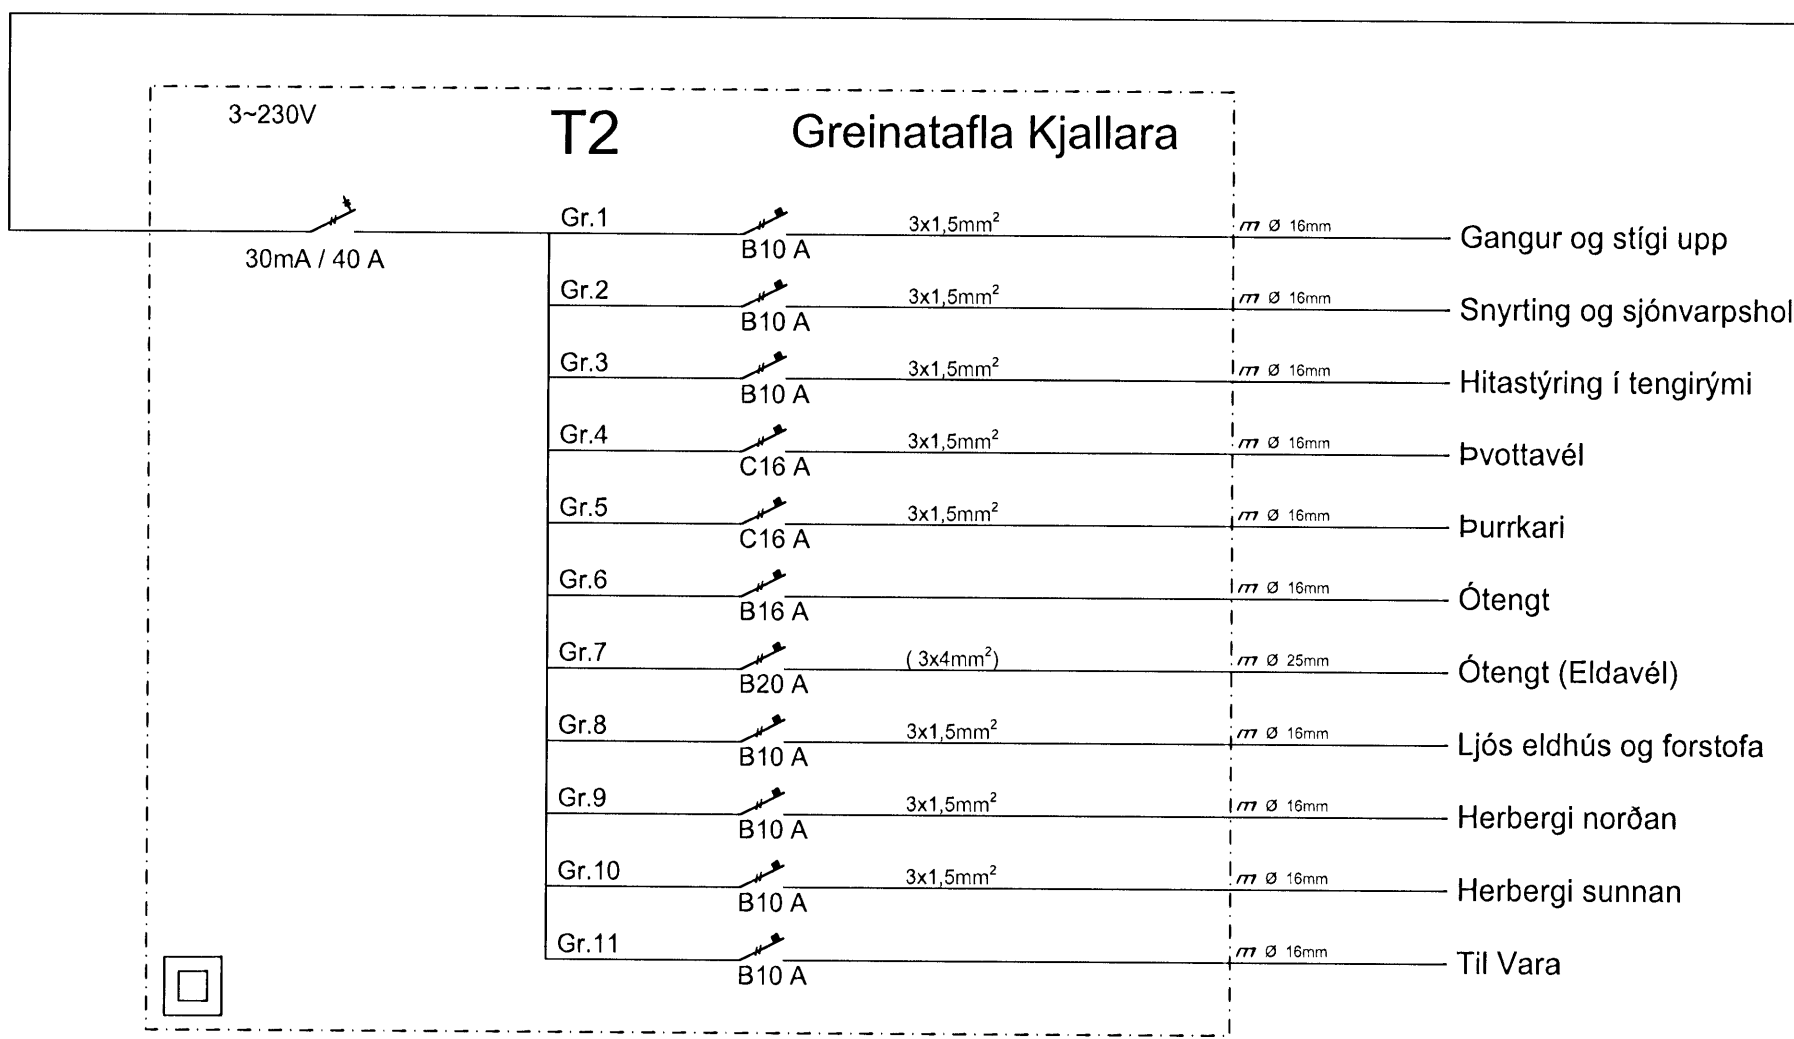 3~230V
T2
Greinatafla Kjallara
30mA / 40 A
Gr.1 B10 A 3x1,5mm² m Ø 16mm Gangur og stígi upp
Gr.2 B10 A 3x1,5mm² m Ø 16mm Snyrting og sjónvarpshol
Gr.3 B10 A 3x1,5mm² m Ø 16mm Hitastýring í tengirými
Gr.4 C16 A 3x1,5mm² m Ø 16mm Þvottavél
Gr.5 C16 A 3x1,5mm² m Ø 16mm Þurrkari
Gr.6 B16 A m Ø 16mm Ótengt
Gr.7 B20 A ( 3x4mm²) m Ø 25mm Ótengt (Eldavél)
Gr.8 B10 A 3x1,5mm² m Ø 16mm Ljós eldhús og forstofa
Gr.9 B10 A 3x1,5mm² m Ø 16mm Herbergi norðan
Gr.10 B10 A 3x1,5mm² m Ø 16mm Herbergi sunnan
Gr.11 B10 A m Ø 16mm Til Vara